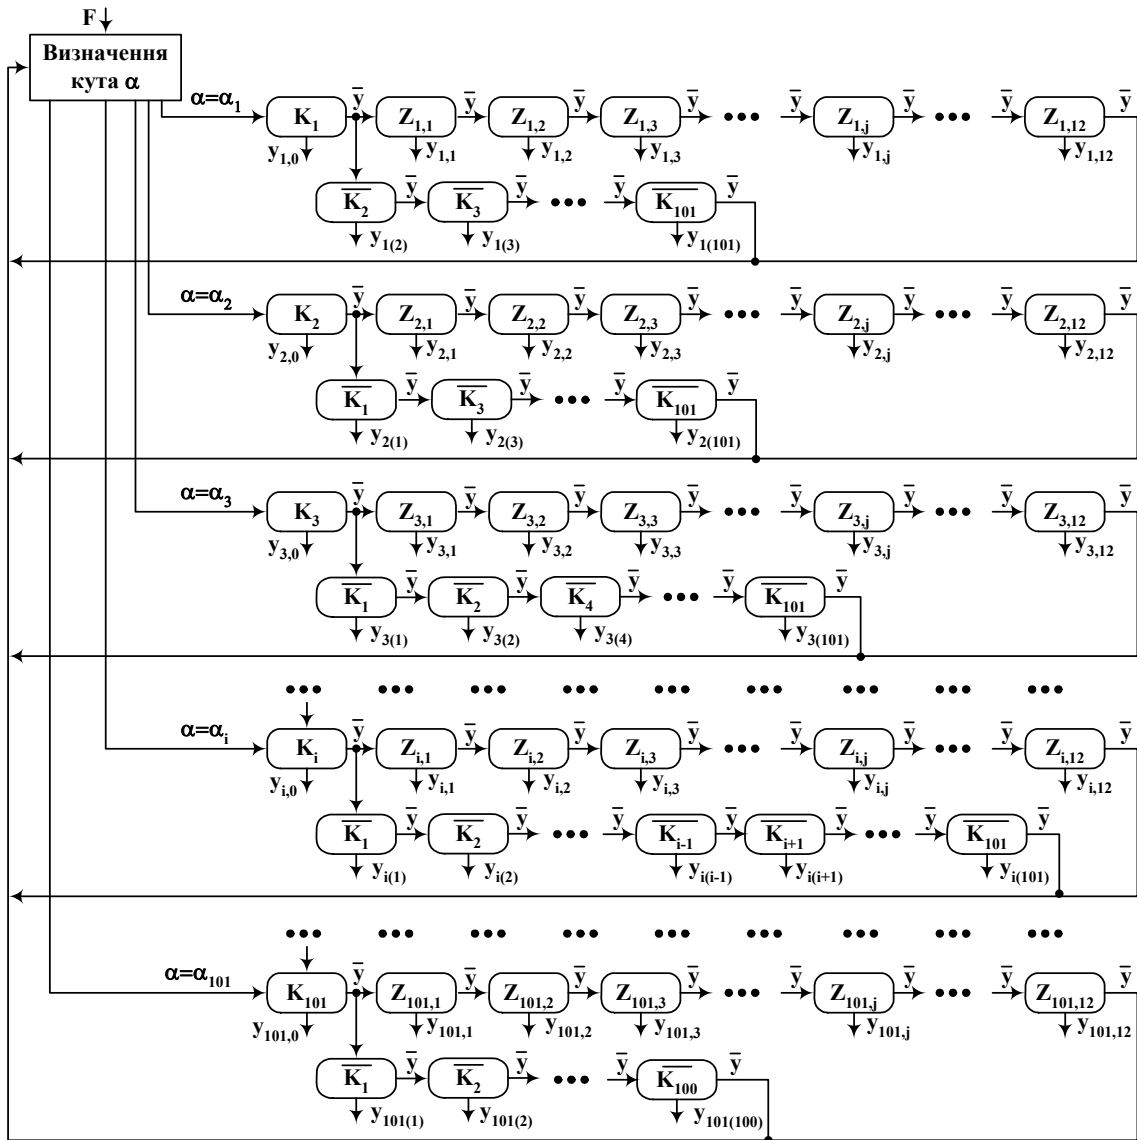 F
Визначення
кута α
α=α₁ K₁ y̅ Z₁,₁ y̅ Z₁,₂ y̅ Z₁,₃ y̅ ••• y̅ Z₁,ⱼ y̅ ••• y̅ Z₁,₁₂ y̅
y₁,₀ y₁,₁ y₁,₂ y₁,₃ y₁,ⱼ y₁,₁₂
K̅₂ y̅ K̅₃ y̅ ••• y̅ K̅₁₀₁ y̅
y₁₍₂₎ y₁₍₃₎ y₁₍₁₀₁₎
α=α₂ K₂ y̅ Z₂,₁ y̅ Z₂,₂ y̅ Z₂,₃ y̅ ••• y̅ Z₂,ⱼ y̅ ••• y̅ Z₂,₁₂ y̅
y₂,₀ y₂,₁ y₂,₂ y₂,₃ y₂,ⱼ y₂,₁₂
K̅₁ y̅ K̅₃ y̅ ••• y̅ K̅₁₀₁ y̅
y₂₍₁₎ y₂₍₃₎ y₂₍₁₀₁₎
α=α₃ K₃ y̅ Z₃,₁ y̅ Z₃,₂ y̅ Z₃,₃ y̅ ••• y̅ Z₃,ⱼ y̅ ••• y̅ Z₃,₁₂ y̅
y₃,₀ y₃,₁ y₃,₂ y₃,₃ y₃,ⱼ y₃,₁₂
K̅₁ y̅ K̅₂ y̅ K̅₄ y̅ ••• y̅ K̅₁₀₁ y̅
y₃₍₁₎ y₃₍₂₎ y₃₍₄₎ y₃₍₁₀₁₎
••• ••• ••• ••• ••• ••• ••• ••• •••
α=αᵢ Kᵢ y̅ Zᵢ,₁ y̅ Zᵢ,₂ y̅ Zᵢ,₃ y̅ ••• y̅ Zᵢ,ⱼ y̅ ••• y̅ Zᵢ,₁₂ y̅
yᵢ,₀ yᵢ,₁ yᵢ,₂ yᵢ,₃ yᵢ,ⱼ yᵢ,₁₂
K̅₁ y̅ K̅₂ y̅ ••• y̅ K̅ᵢ₋₁ y̅ K̅ᵢ₊₁ y̅ ••• y̅ K̅₁₀₁ y̅
yᵢ₍₁₎ yᵢ₍₂₎ yᵢ₍ᵢ₋₁₎ yᵢ₍ᵢ₊₁₎ yᵢ₍₁₀₁₎
••• ••• ••• ••• ••• ••• ••• ••• •••
α=α₁₀₁ K₁₀₁ y̅ Z₁₀₁,₁ y̅ Z₁₀₁,₂ y̅ Z₁₀₁,₃ y̅ ••• y̅ Z₁₀₁,ⱼ y̅ ••• y̅ Z₁₀₁,₁₂ y̅
y₁₀₁,₀ y₁₀₁,₁ y₁₀₁,₂ y₁₀₁,₃ y₁₀₁,ⱼ y₁₀₁,₁₂
K̅₁ y̅ K̅₂ y̅ ••• y̅ K̅₁₀₀ y̅
y₁₀₁₍₁₎ y₁₀₁₍₂₎ y₁₀₁₍₁₀₀₎